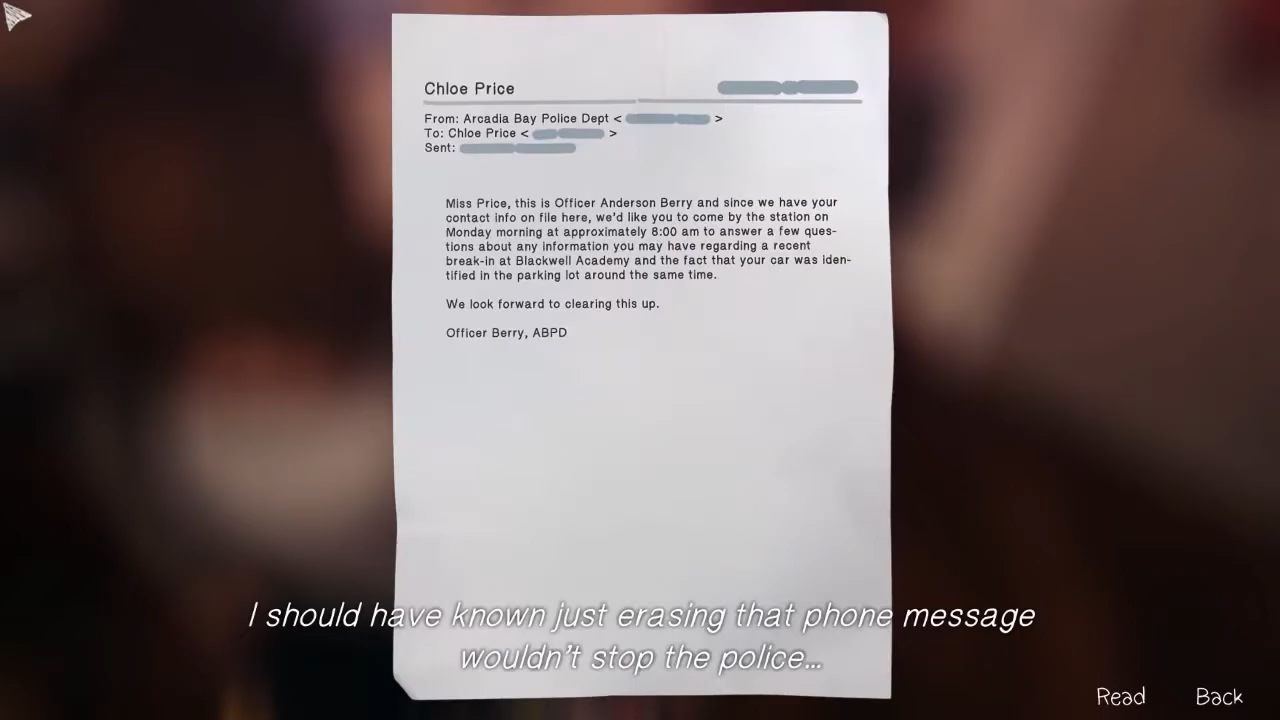 Chloe Price
From: Arcadia Bay Police Dept < >
To: Chloe Price < >
Sent:
Miss Price, this is Officer Anderson Berry and since we have your
contact info on file here, we'd like you to come by the station on
Monday morning at approximately 8:00 am to answer a few ques-
tions about any information you may have regarding a recent
break-in at Blackwell Academy and the fact that your car was iden-
tified in the parking lot around the same time.
We look forward to clearing this up.
Officer Berry, ABPD
I should have known just erasing that phone message
wouldn't stop the police...
Read Back